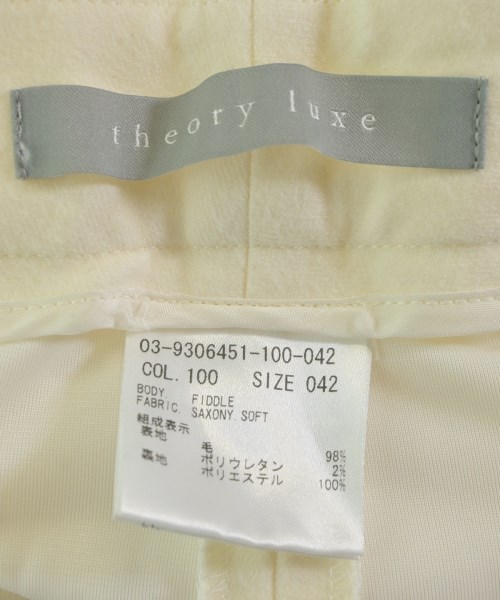 theory luxe
03-9306451-100-042
COL. 100 SIZE 042
BODY FIDDLE
FABRIC. SAXONY. SOFT
組成表示
表地 毛 98%
ポリウレタン 2%
裏地 ポリエステル 100%